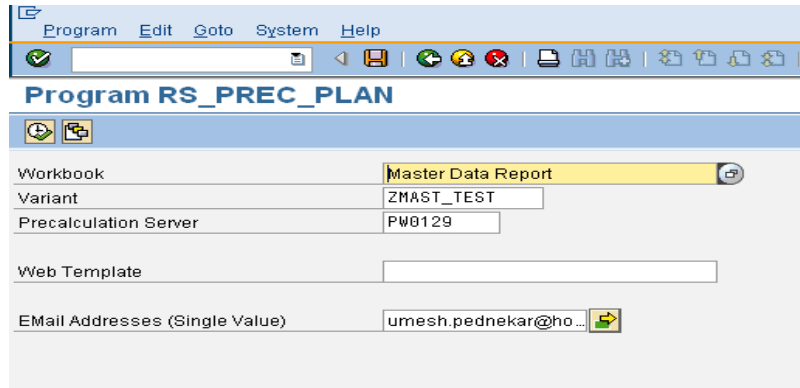 Program Edit Goto System Help
Program RS_PREC_PLAN
Workbook Master Data Report
Variant ZMAST_TEST
Precalculation Server PW0129
Web Template
EMail Addresses (Single Value) umesh.pednekar@ho...